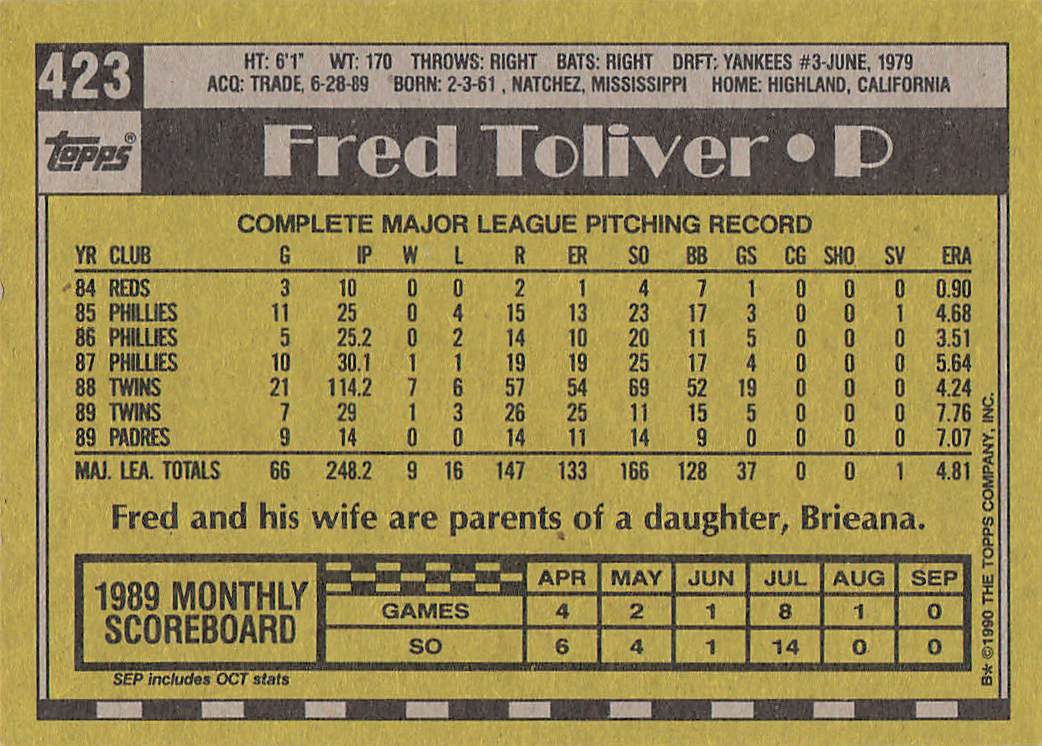 423
HT: 6'1" WT: 170 THROWS: RIGHT BATS: RIGHT DRFT: YANKEES #3-JUNE, 1979
ACQ: TRADE, 6-28-89 BORN: 2-3-61 , NATCHEZ, MISSISSIPPI HOME: HIGHLAND, CALIFORNIA
topps®
Fred Toliver • P
COMPLETE MAJOR LEAGUE PITCHING RECORD
YR CLUB G IP W L R ER SO BB GS CG SHO SV ERA
84 REDS 3 10 0 0 2 1 4 7 1 0 0 0 0.90
85 PHILLIES 11 25 0 4 15 13 23 17 3 0 0 1 4.68
86 PHILLIES 5 25.2 0 2 14 10 20 11 5 0 0 0 3.51
87 PHILLIES 10 30.1 1 1 19 19 25 17 4 0 0 0 5.64
88 TWINS 21 114.2 7 6 57 54 69 52 19 0 0 0 4.24
89 TWINS 7 29 1 3 26 25 11 15 5 0 0 0 7.76
89 PADRES 9 14 0 0 14 11 14 9 0 0 0 0 7.07
MAJ. LEA. TOTALS 66 248.2 9 16 147 133 166 128 37 0 0 1 4.81
Fred and his wife are parents of a daughter, Brieana.
1989 MONTHLY
SCOREBOARD
APR MAY JUN JUL AUG SEP
GAMES 4 2 1 8 1 0
SO 6 4 1 14 0 0
SEP includes OCT stats
B* ©1990 THE TOPPS COMPANY, INC.